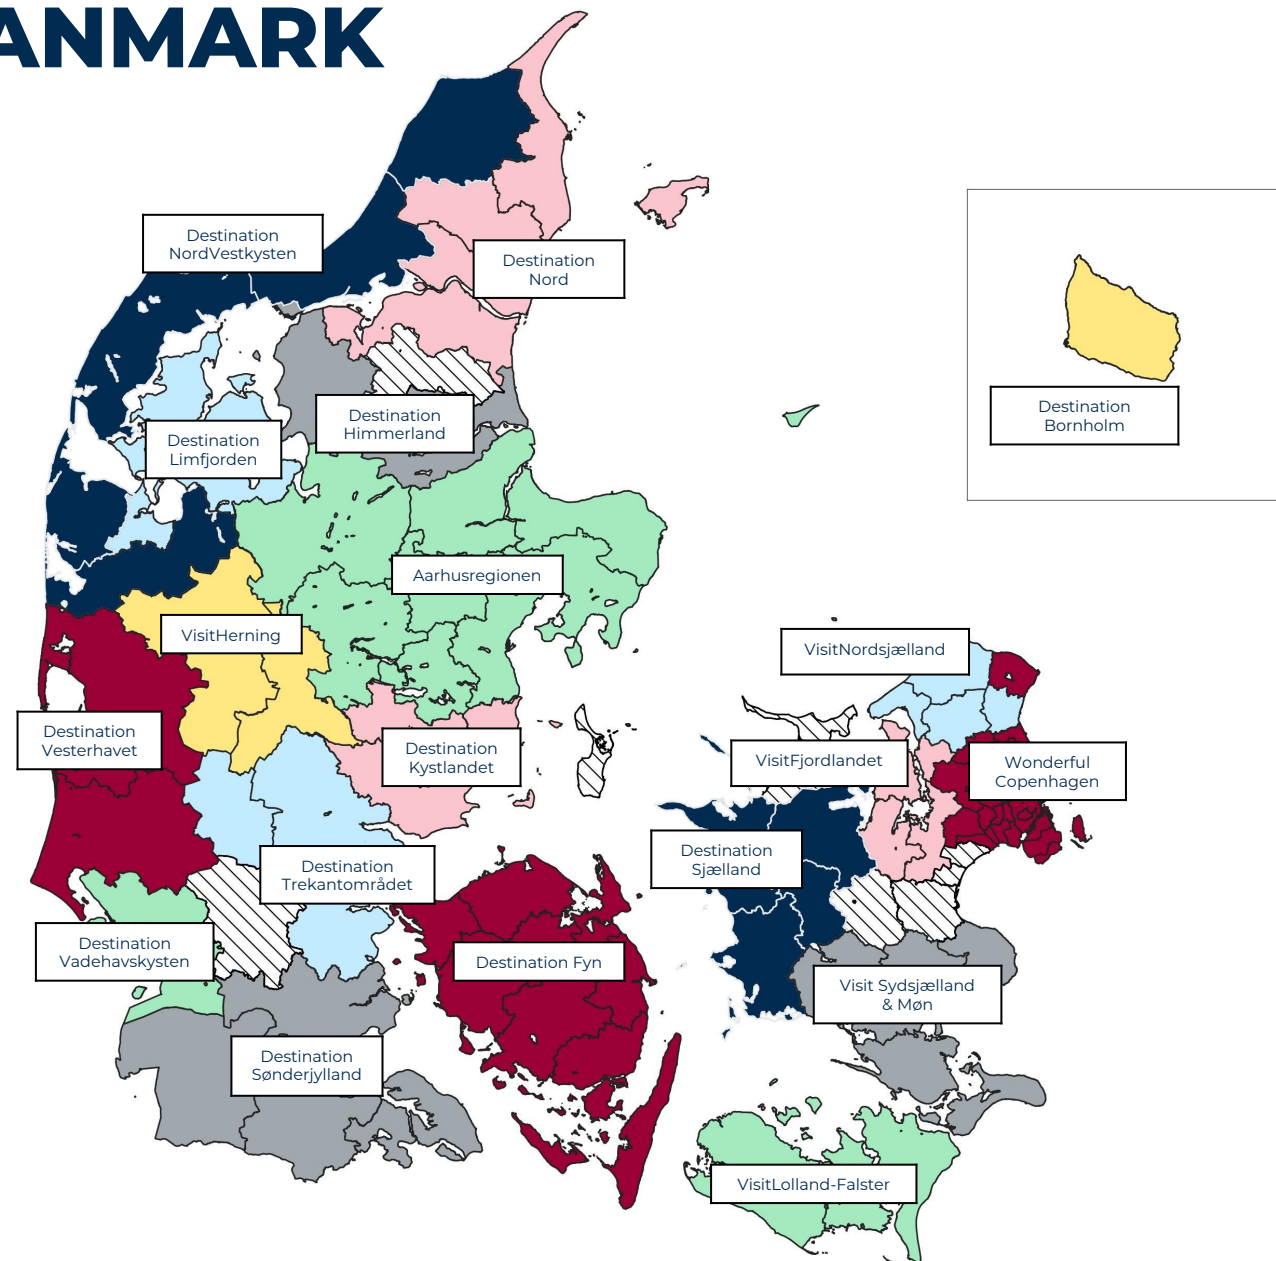 ANMARK
Destination
NordVestkysten
Destination
Nord
Destination
Bornholm
Destination
Himmerland
Destination
Limfjorden
Aarhusregionen
VisitHerning
VisitNordsjælland
Destination
Vesterhavet
Destination
Kystlandet
VisitFjordlandet
Wonderful
Copenhagen
Destination
Sjælland
Destination
Trekantområdet
Destination
Vadehavskysten
Destination Fyn
Visit Sydsjælland
& Møn
Destination
Sønderjylland
VisitLolland-Falster